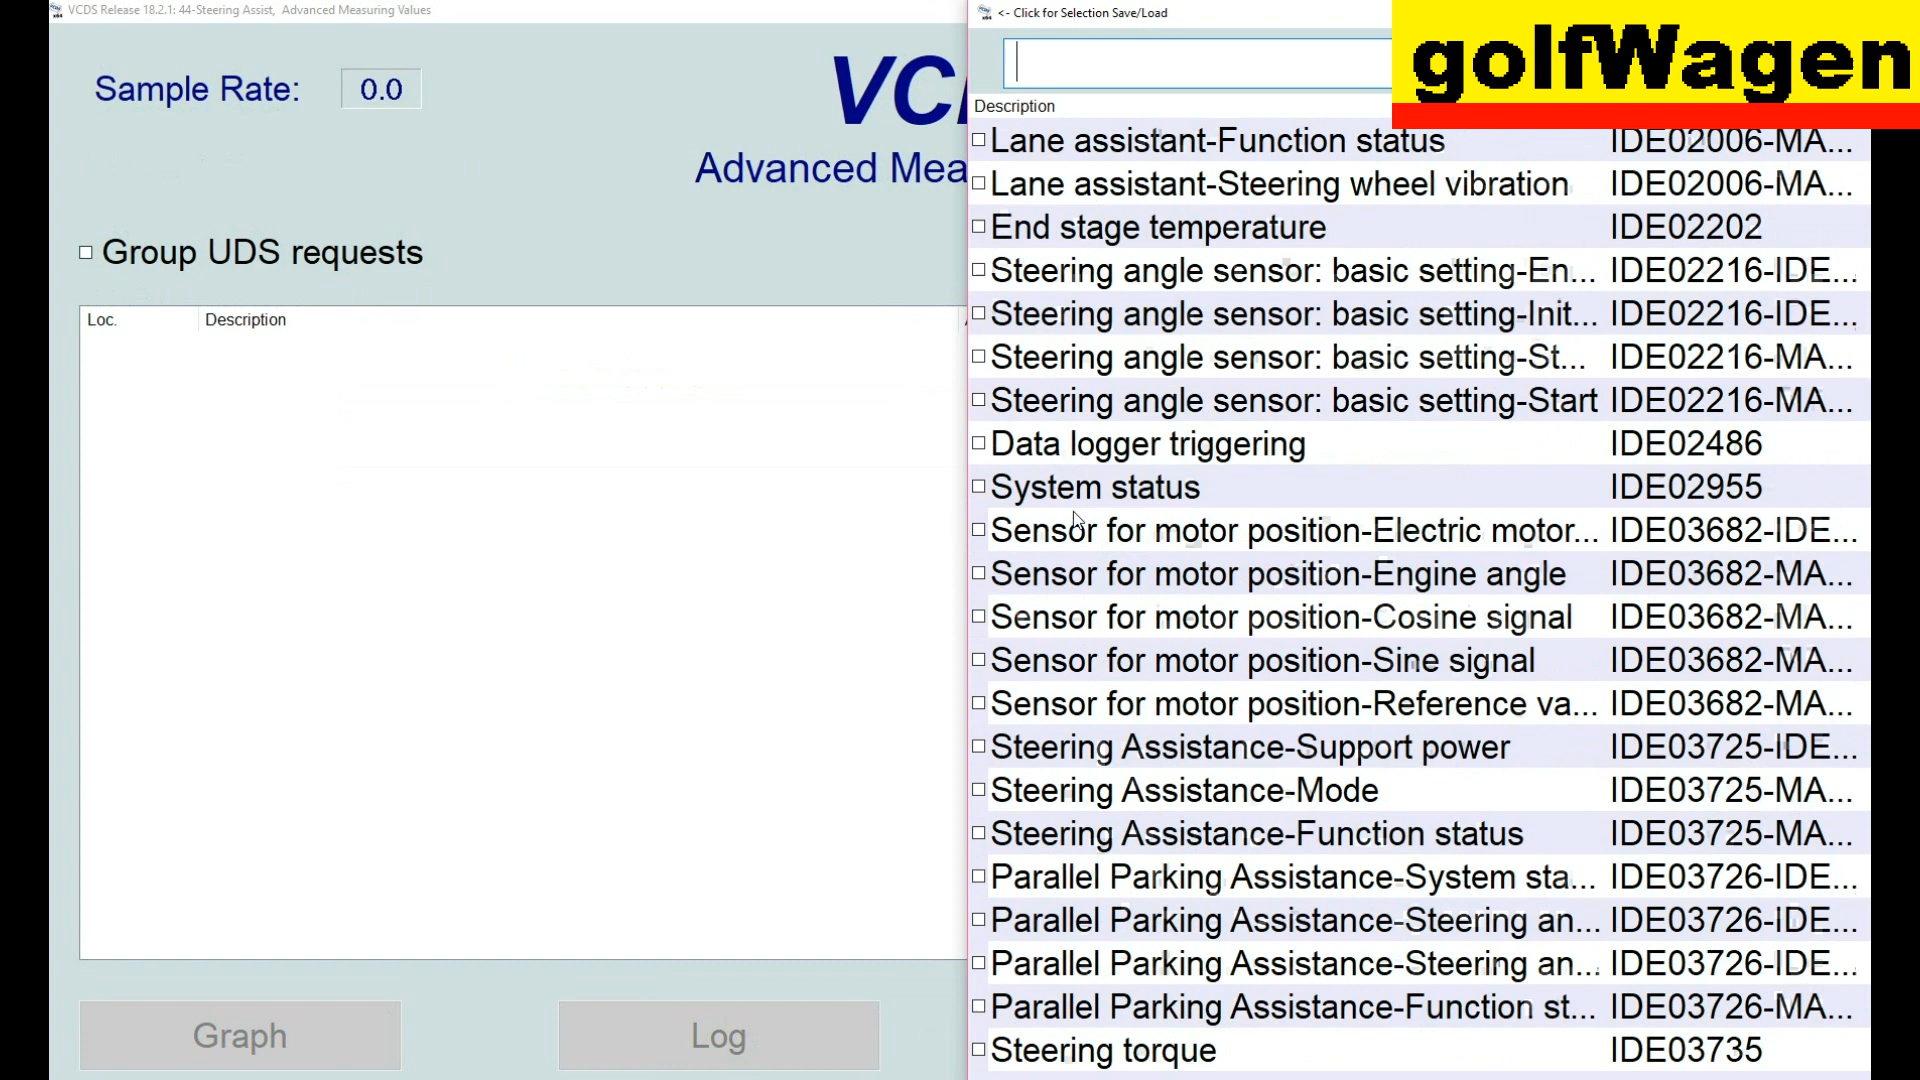 VCDS Release 18.2.1: 44-Steering Assist, Advanced Measuring Values
Sample Rate: 0.0
VC
Advanced Mea
Group UDS requests
Loc. Description
Graph Log
<- Click for Selection Save/Load
golfWagen
Description
Lane assistant-Function status IDE02006-MA...
Lane assistant-Steering wheel vibration IDE02006-MA...
End stage temperature IDE02202
Steering angle sensor: basic setting-En... IDE02216-IDE...
Steering angle sensor: basic setting-Init... IDE02216-IDE...
Steering angle sensor: basic setting-St... IDE02216-MA...
Steering angle sensor: basic setting-Start IDE02216-MA...
Data logger triggering IDE02486
System status IDE02955
Sensor for motor position-Electric motor... IDE03682-IDE...
Sensor for motor position-Engine angle IDE03682-MA...
Sensor for motor position-Cosine signal IDE03682-MA...
Sensor for motor position-Sine signal IDE03682-MA...
Sensor for motor position-Reference va... IDE03682-MA...
Steering Assistance-Support power IDE03725-IDE...
Steering Assistance-Mode IDE03725-MA...
Steering Assistance-Function status IDE03725-MA...
Parallel Parking Assistance-System sta... IDE03726-IDE...
Parallel Parking Assistance-Steering an... IDE03726-IDE...
Parallel Parking Assistance-Steering an... IDE03726-IDE...
Parallel Parking Assistance-Function st... IDE03726-MA...
Steering torque IDE03735